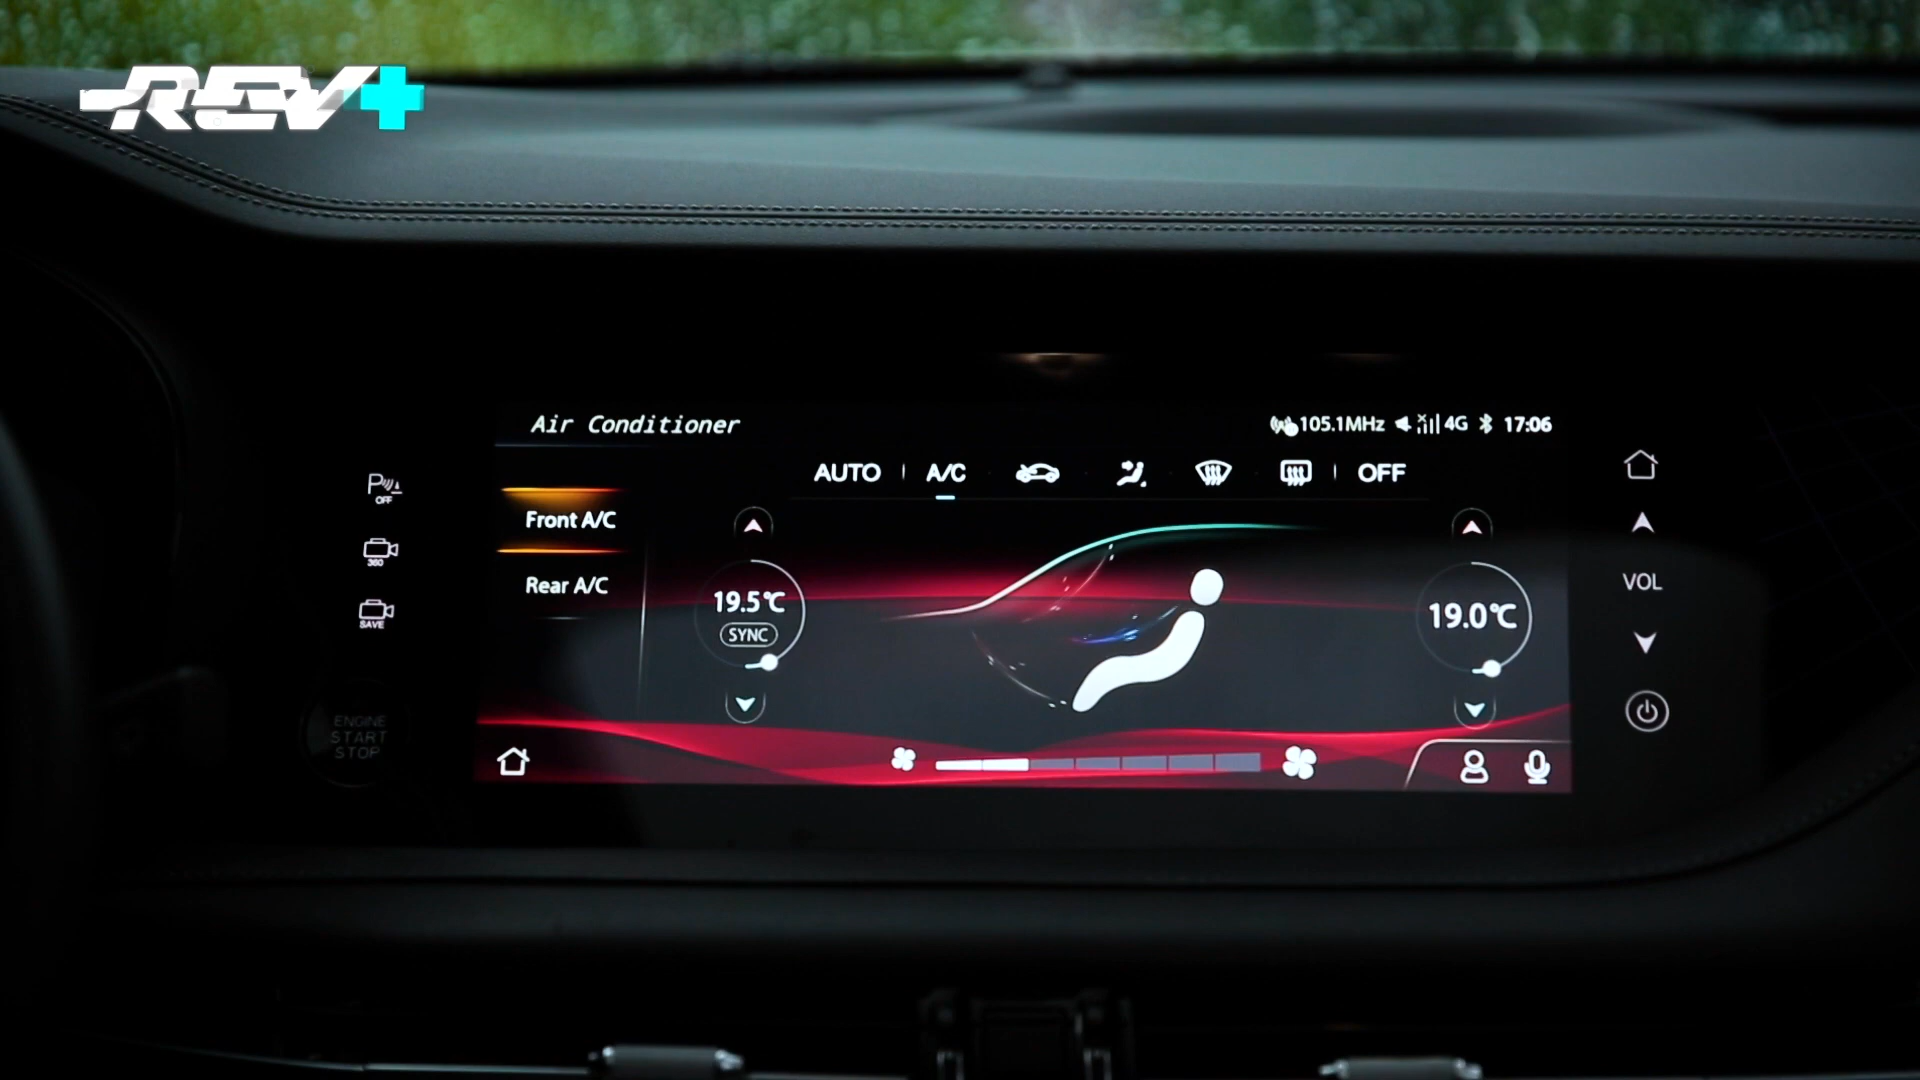 REV+
Air Conditioner
105.1MHz 4G 17:06
AUTO A/C OFF
Front A/C
Rear A/C
19.5℃
SYNC
19.0℃
P OFF
360
SAVE
ENGINE
START
STOP
VOL